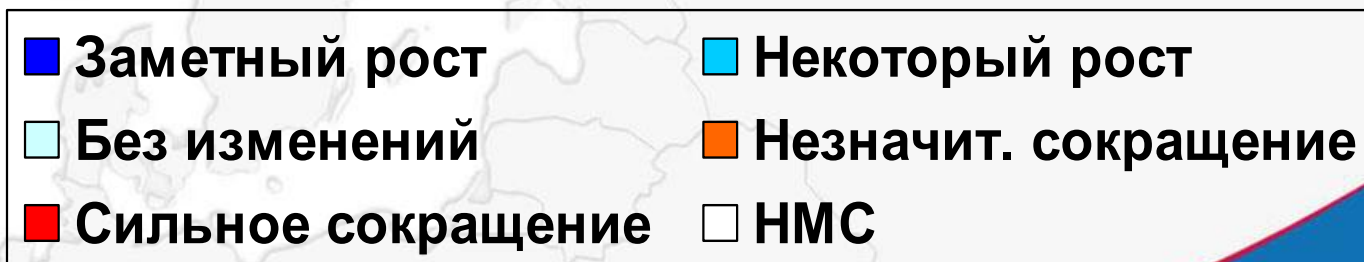 Заметный рост Некоторый рост
Без изменений Незначит. сокращение
Сильное сокращение НМС